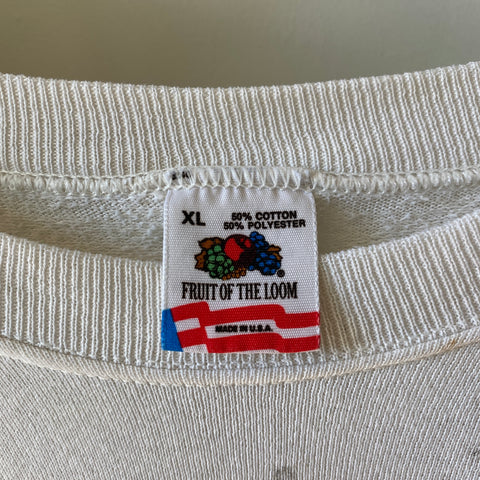 XL
50% COTTON
50% POLYESTER
®
FRUIT OF THE LOOM
MADE IN U.S.A.